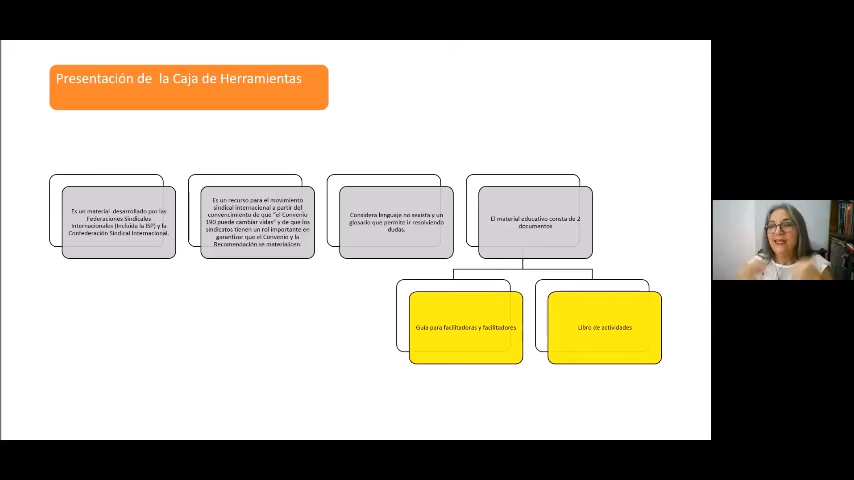 Presentación de  la Caja de Herramientas
Es un material  desarrollado por las
Federaciones Sindicales
Internacionales (Incluida la ISP) y la
Confederación Sindical Internacional.
Es un recurso para el movimiento
sindical internacional a partir del
convencimiento de que "el Convenio
190 puede cambiar vidas" y de que los
sindicatos tienen un rol importante en
garantizar que el Convenio y la
Recomendación se materialicen
Considera lenguaje no sexista y un
glosario que permite ir resolviendo
dudas.
El material educativo consta de 2
documentos
Guía para facilitadoras y facilitadores
Libro de actividades